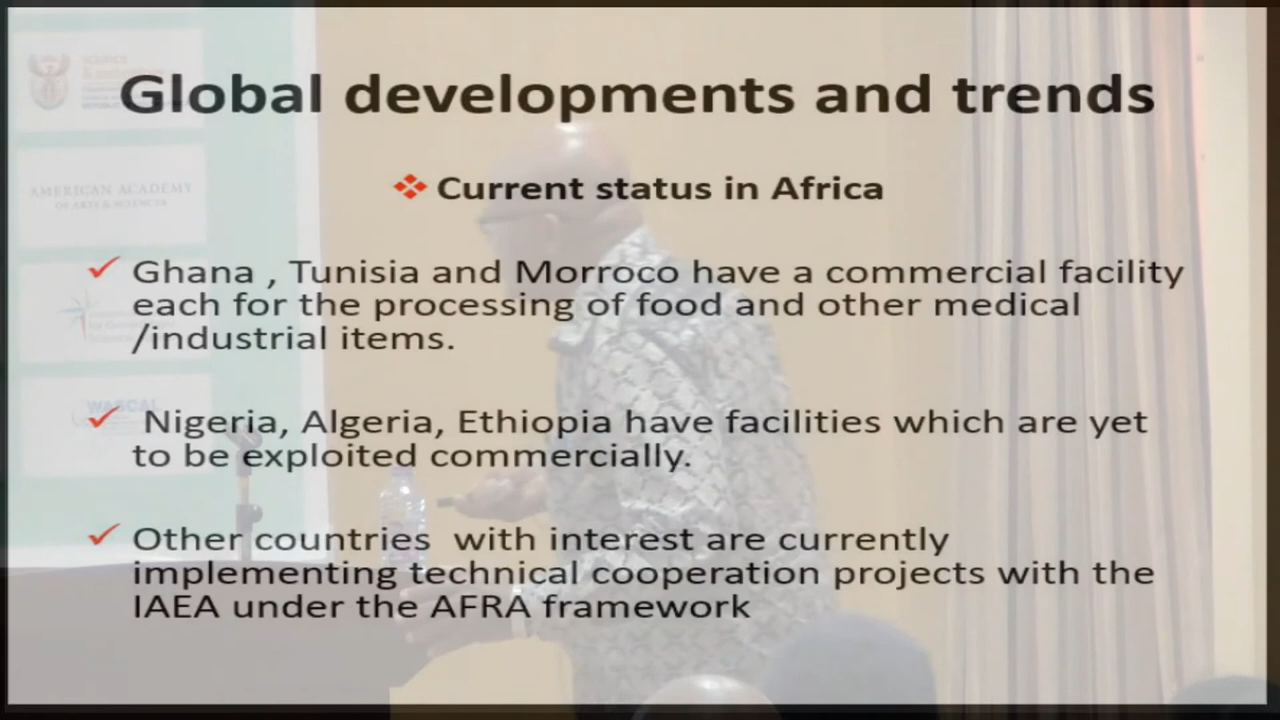 Global developments and trends
Current status in Africa
Ghana , Tunisia and Morroco have a commercial facility
each for the processing of food and other medical
/industrial items.
Nigeria, Algeria, Ethiopia have facilities which are yet
to be exploited commercially.
Other countries with interest are currently
implementing technical cooperation projects with the
IAEA under the AFRA framework
AMERICAN ACADEMY
OF ARTS & SCIENCES
WASCAL